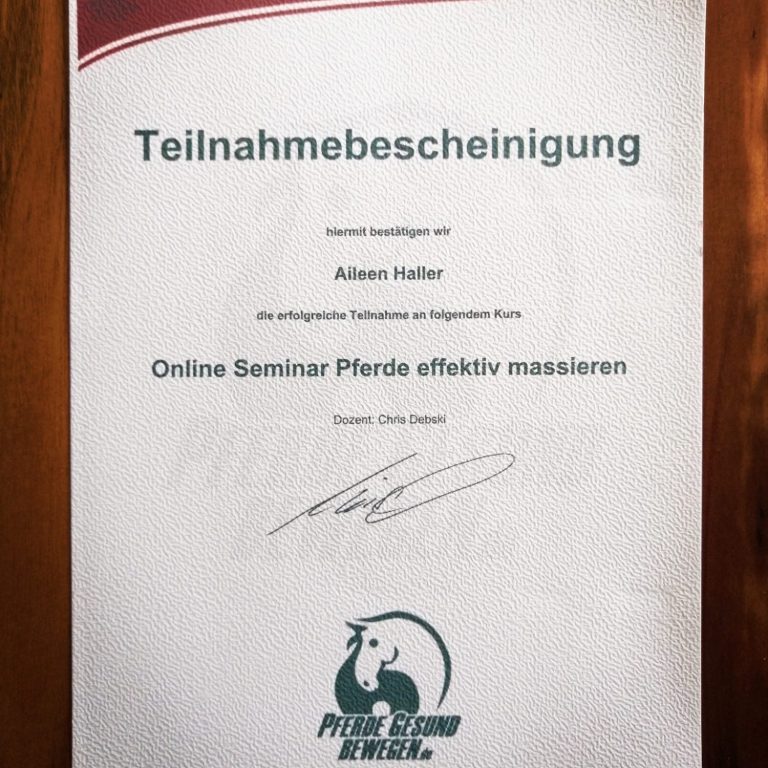 Teilnahmebescheinigung
hiermit bestätigen wir
Aileen Haller
die erfolgreiche Teilnahme an folgendem Kurs
Online Seminar Pferde effektiv massieren
Dozent: Chris Debski
PFERDE GESUND
BEWEGEN.de